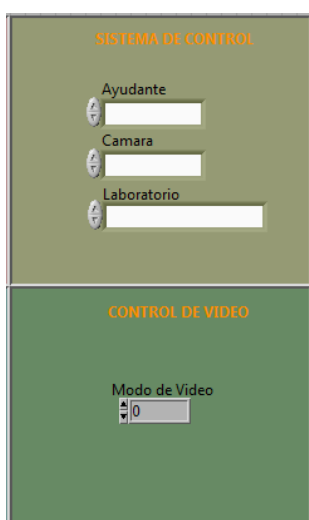 SISTEMA DE CONTROL
Ayudante
Camara
Laboratorio
CONTROL DE VIDEO
Modo de Video
0